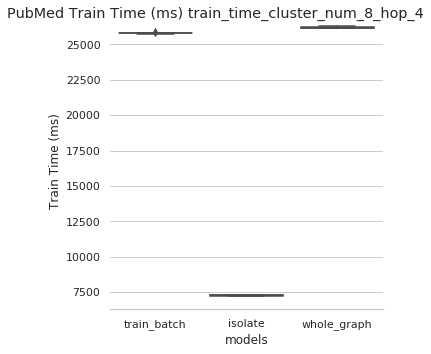 PubMed Train Time (ms) train_time_cluster_num_8_hop_4
25000
22500
20000
17500
15000
12500
10000
7500
Train Time (ms)
train_batch isolate whole_graph
models